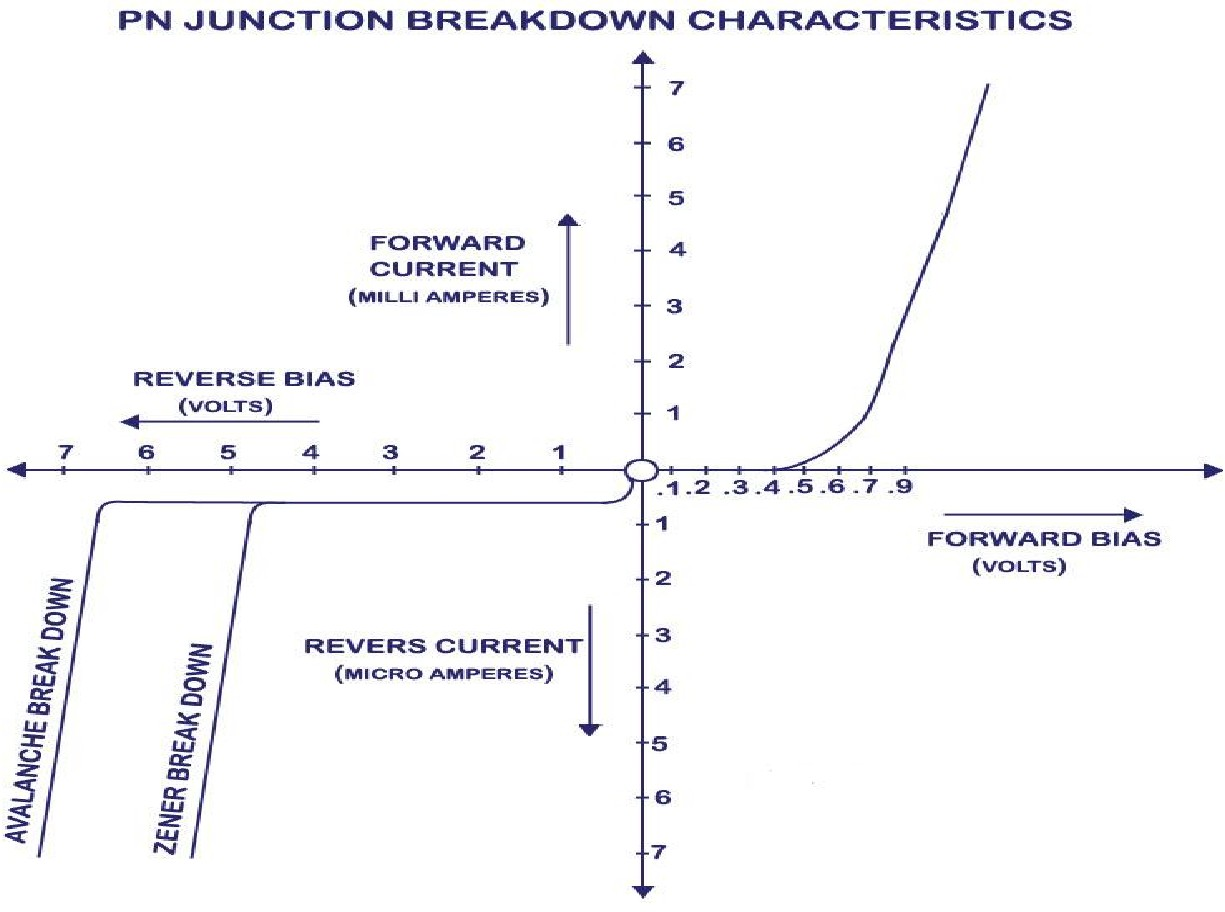 PN JUNCTION BREAKDOWN CHARACTERISTICS
7
6
5
4
3
2
1
FORWARD
CURRENT
(MILLI AMPERES)
REVERSE BIAS
(VOLTS)
7 6 5 4 3 2 1
.1 .2 .3 .4 .5 .6 .7 .9
FORWARD BIAS
(VOLTS)
1
2
3
4
5
6
7
REVERS CURRENT
(MICRO AMPERES)
AVALANCHE BREAK DOWN
ZENER BREAK DOWN